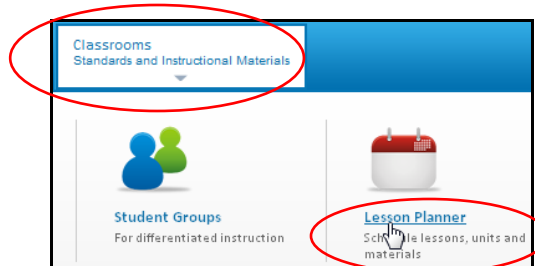 Classrooms
Standards and Instructional Materials
Student Groups
For differentiated instruction
Lesson Planner
lessons, units and
materials